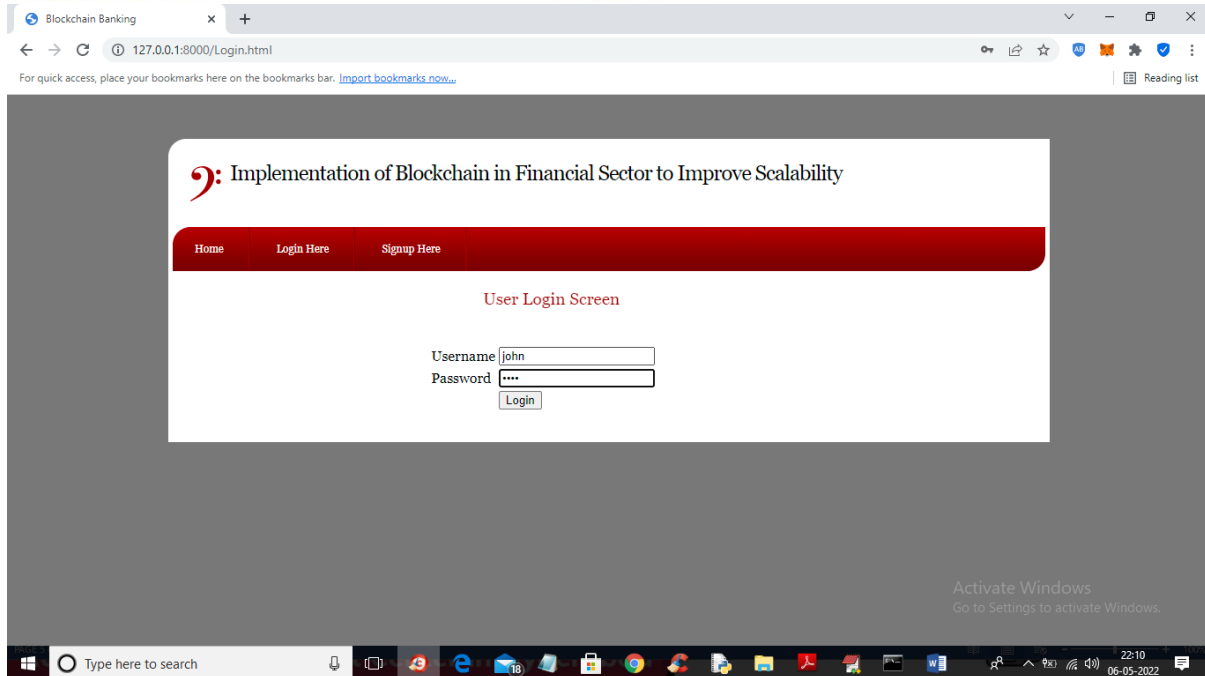 Blockchain Banking
127.0.0.1:8000/Login.html
AB
For quick access, place your bookmarks here on the bookmarks bar. Import bookmarks now...
Reading list
Implementation of Blockchain in Financial Sector to Improve Scalability
Home Login Here Signup Here
User Login Screen
Username john
Password ••••
Login
Activate Windows
Go to Settings to activate Windows.
Type here to search
18
22:10
06-05-2022